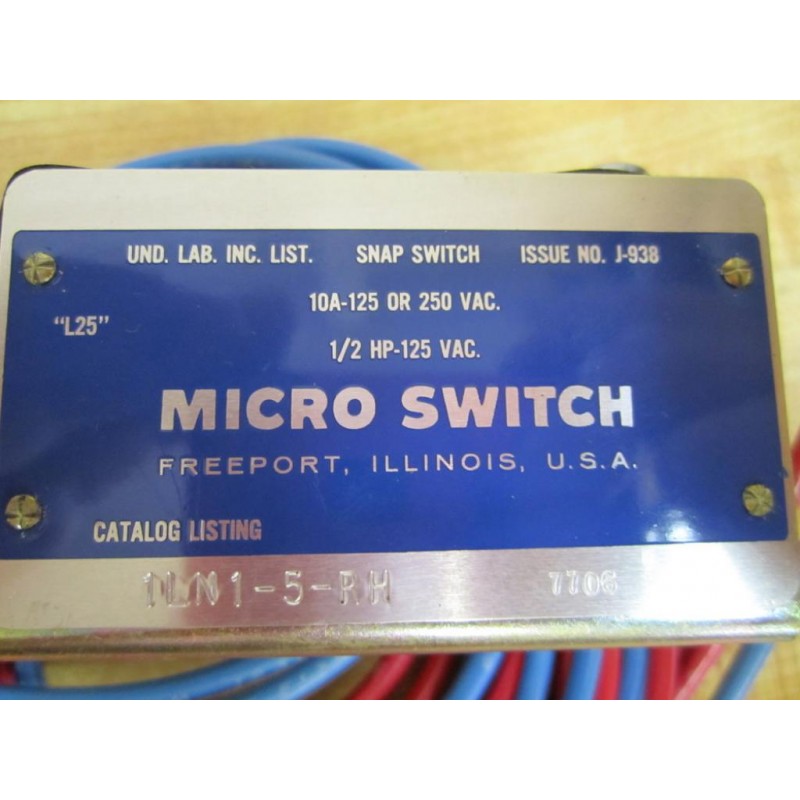 UND. LAB. INC. LIST. SNAP SWITCH ISSUE NO. J-938
10A-125 OR 250 VAC.
"L25"
1/2 HP-125 VAC.
MICRO SWITCH
FREEPORT, ILLINOIS, U.S.A.
CATALOG LISTING
1LN1-5-RH 7706